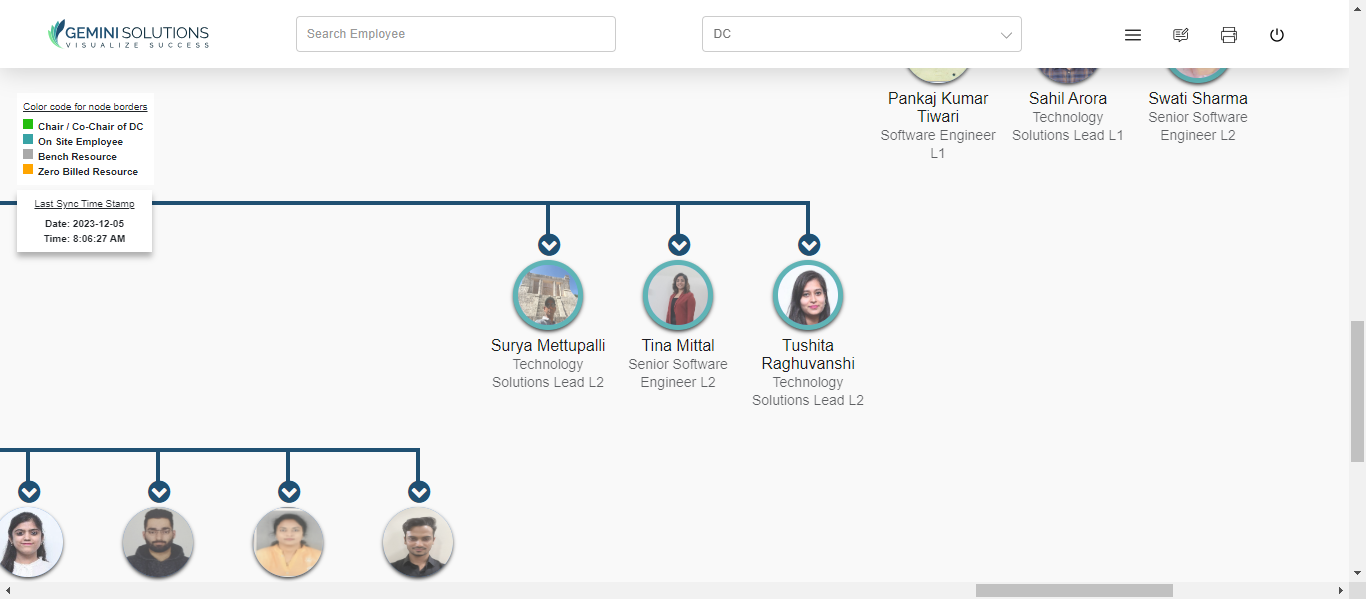 GEMINI SOLUTIONS
VISUALIZE SUCCESS
Search Employee
DC
Pankaj Kumar
Tiwari
Software Engineer
L1
Sahil Arora
Technology
Solutions Lead L1
Swati Sharma
Senior Software
Engineer L2
Color code for node borders
Chair / Co-Chair of DC
On Site Employee
Bench Resource
Zero Billed Resource
Last Sync Time Stamp
Date: 2023-12-05
Time: 8:06:27 AM
Surya Mettupalli
Technology
Solutions Lead L2
Tina Mittal
Senior Software
Engineer L2
Tushita
Raghuvanshi
Technology
Solutions Lead L2